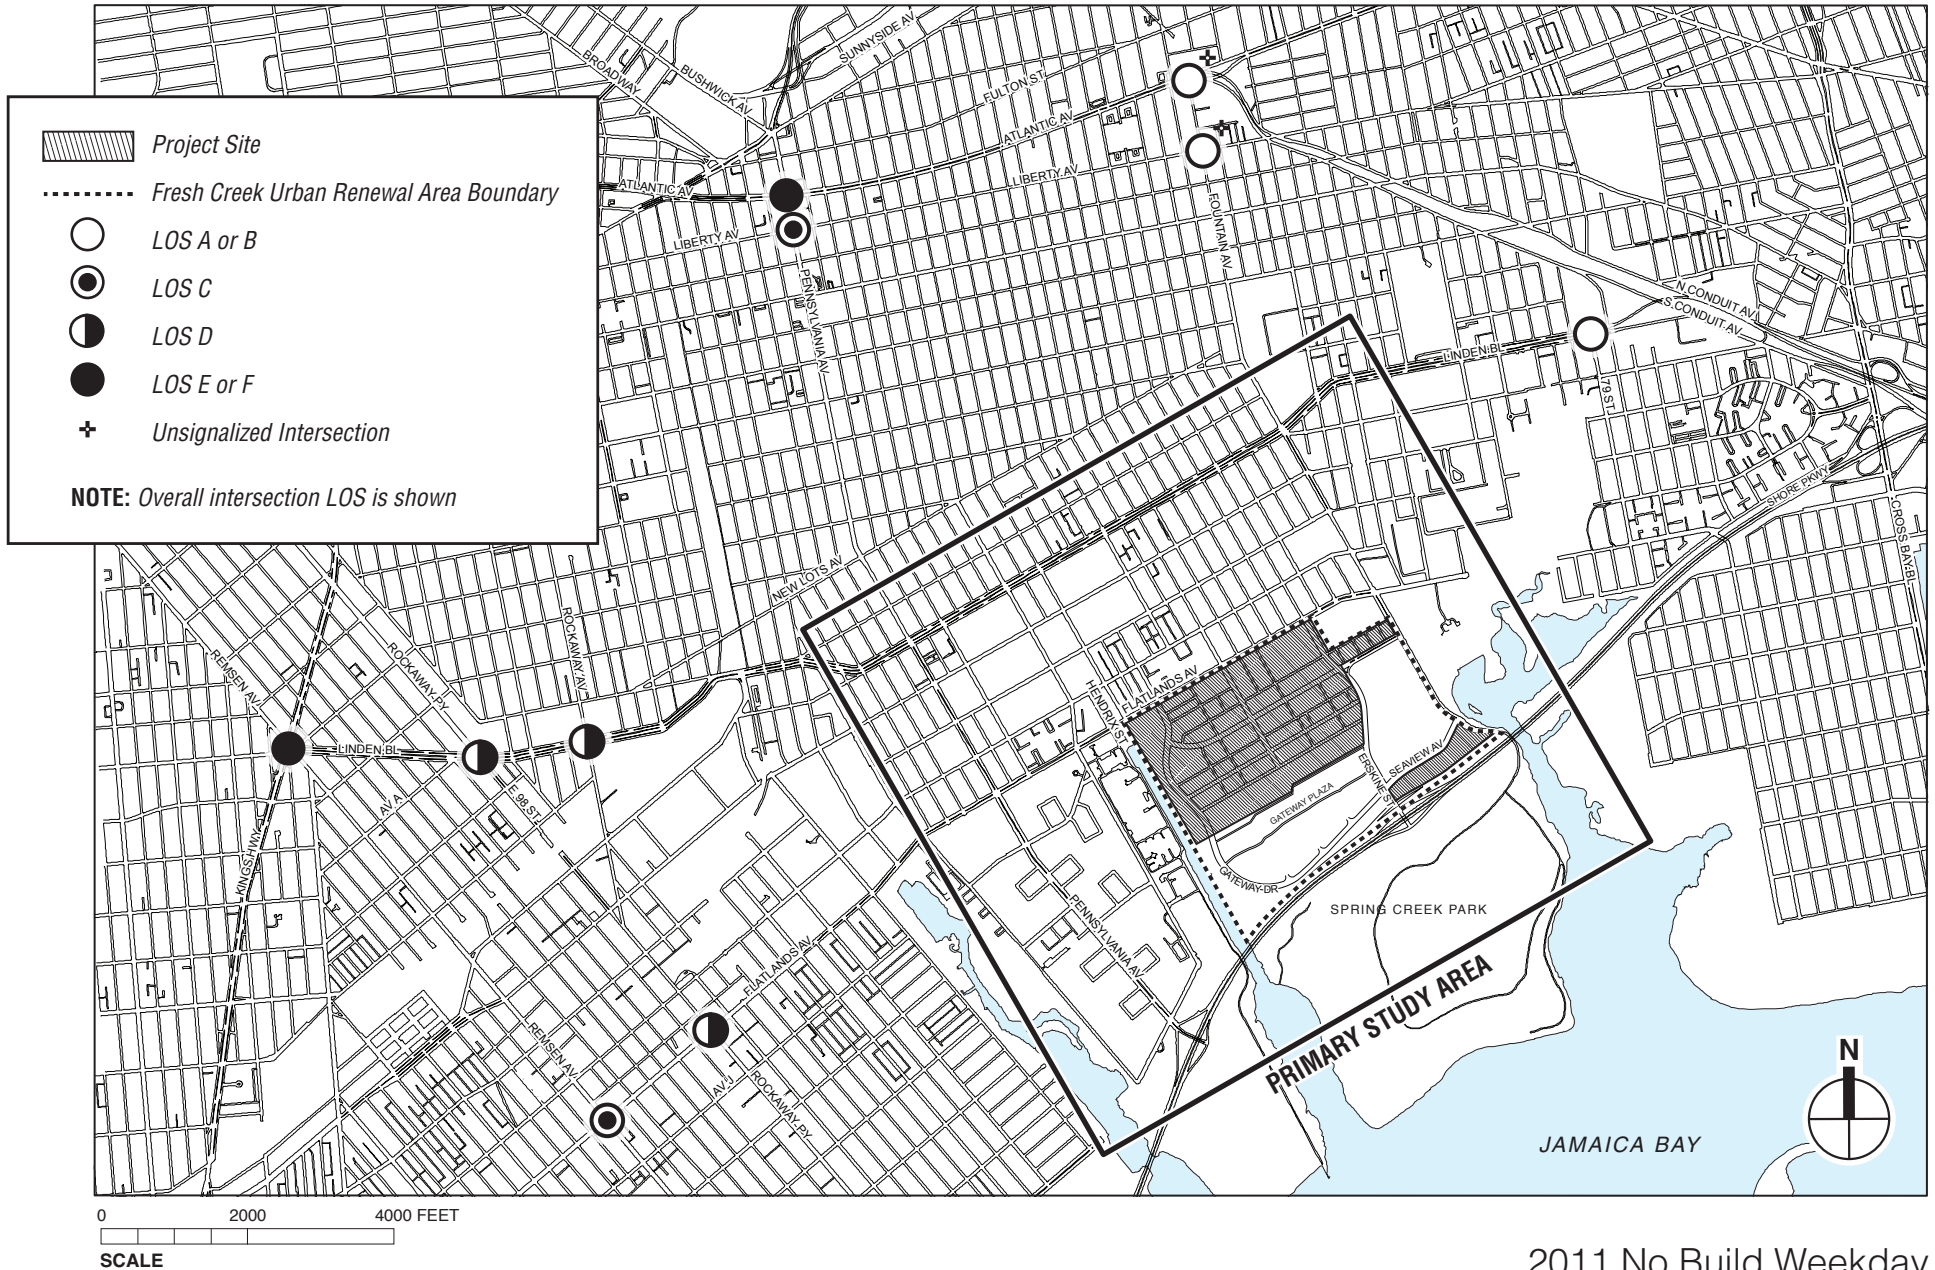 SUNNYSIDE AV
BROADWAY
BUSHWICK AV
FULTON ST
ATLANTIC AV
LIBERTY AV
ATLANTIC AV
LIBERTY AV
PENNSYLVANIA AV
FOUNTAIN AV
N CONDUIT AV
S CONDUIT AV
LINDEN BL
79 ST
SHORE PKWY
CROSS BAY BL
Project Site
Fresh Creek Urban Renewal Area Boundary
LOS A or B
LOS C
LOS D
LOS E or F
Unsignalized Intersection
NOTE: Overall intersection LOS is shown
NEW LOTS AV
ROCKAWAY AV
ROCKAWAY PY
REMSEN AV
LINDEN BL
AV A
E 98 ST
KINGS HWY
HENDRIX ST
FLATLANDS AV
SEAVIEW AV
ERSKINE ST
GATEWAY PLAZA
GATEWAY DR
SPRING CREEK PARK
PENNSYLVANIA AV
FLATLANDS AV
REMSEN AV
AV J
ROCKAWAY PY
PRIMARY STUDY AREA
JAMAICA BAY
N
0 2000 4000 FEET
SCALE
2011 No Build Weekday